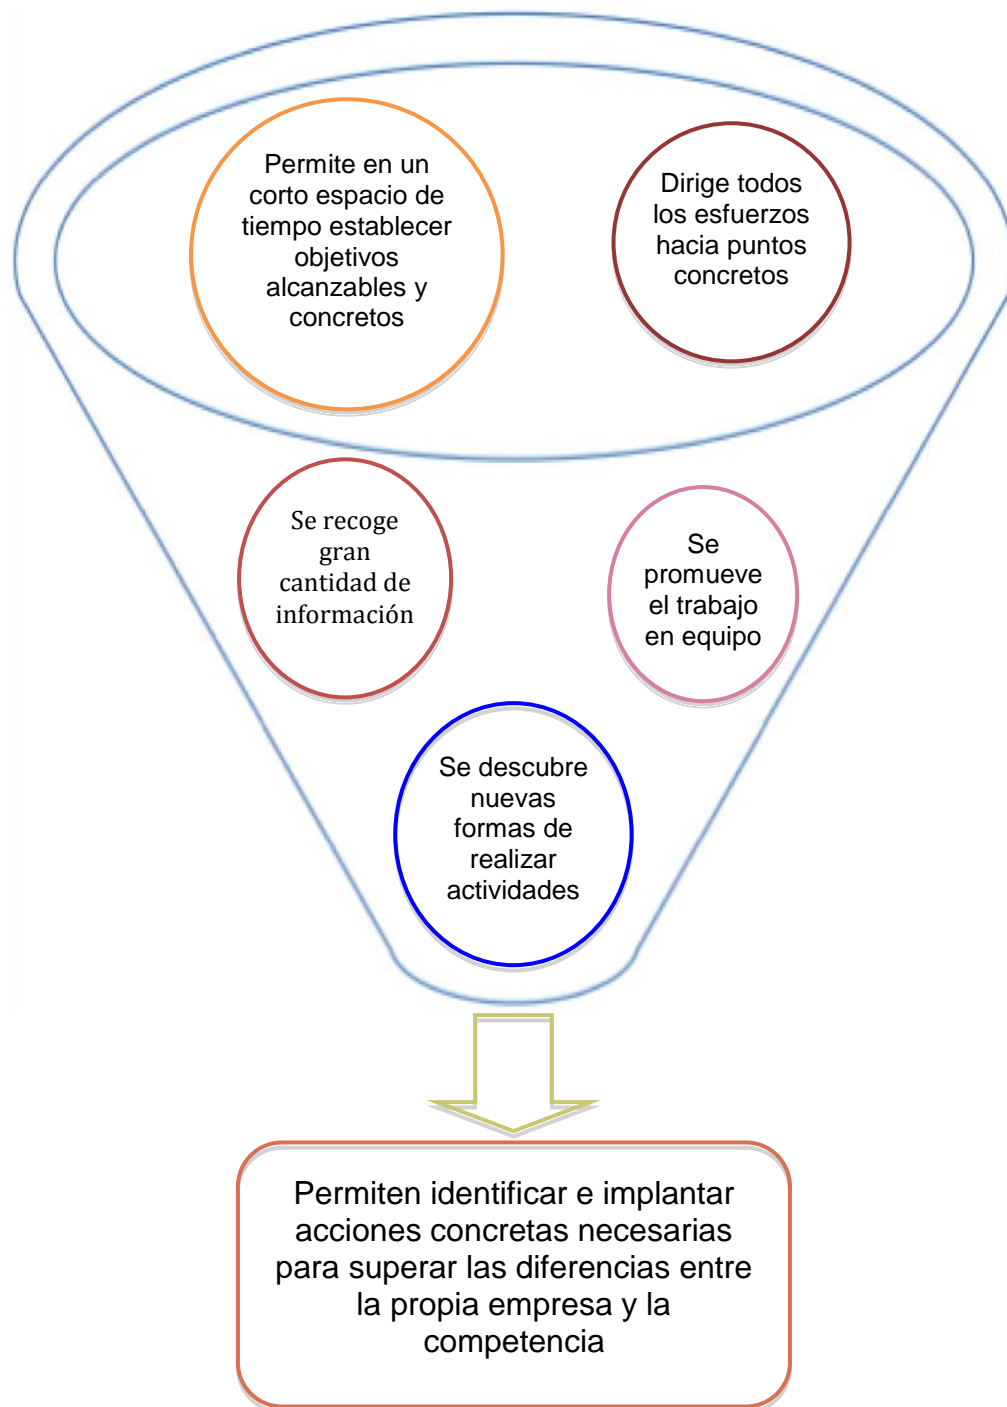 Permite en un
corto espacio de
tiempo establecer
objetivos
alcanzables y
concretos
Dirige todos
los esfuerzos
hacia puntos
concretos
Se recoge
gran
cantidad de
información
Se
promueve
el trabajo
en equipo
Se descubre
nuevas
formas de
realizar
actividades
Permiten identificar e implantar
acciones concretas necesarias
para superar las diferencias entre
la propia empresa y la
competencia